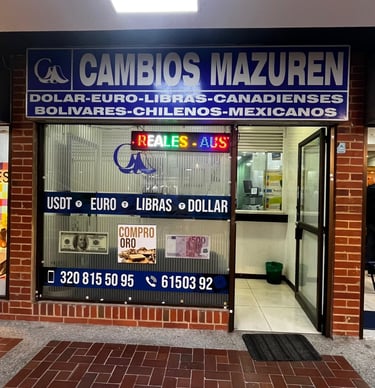 CAMBIOS MAZUREN
DOLAR-EURO-LIBRAS-CANADIENSES
BOLIVARES-CHILENOS-MEXICANOS
REALES - AUS
USDT EURO LIBRAS DOLLAR
COMPRO
ORO
320 815 50 95 61503 92